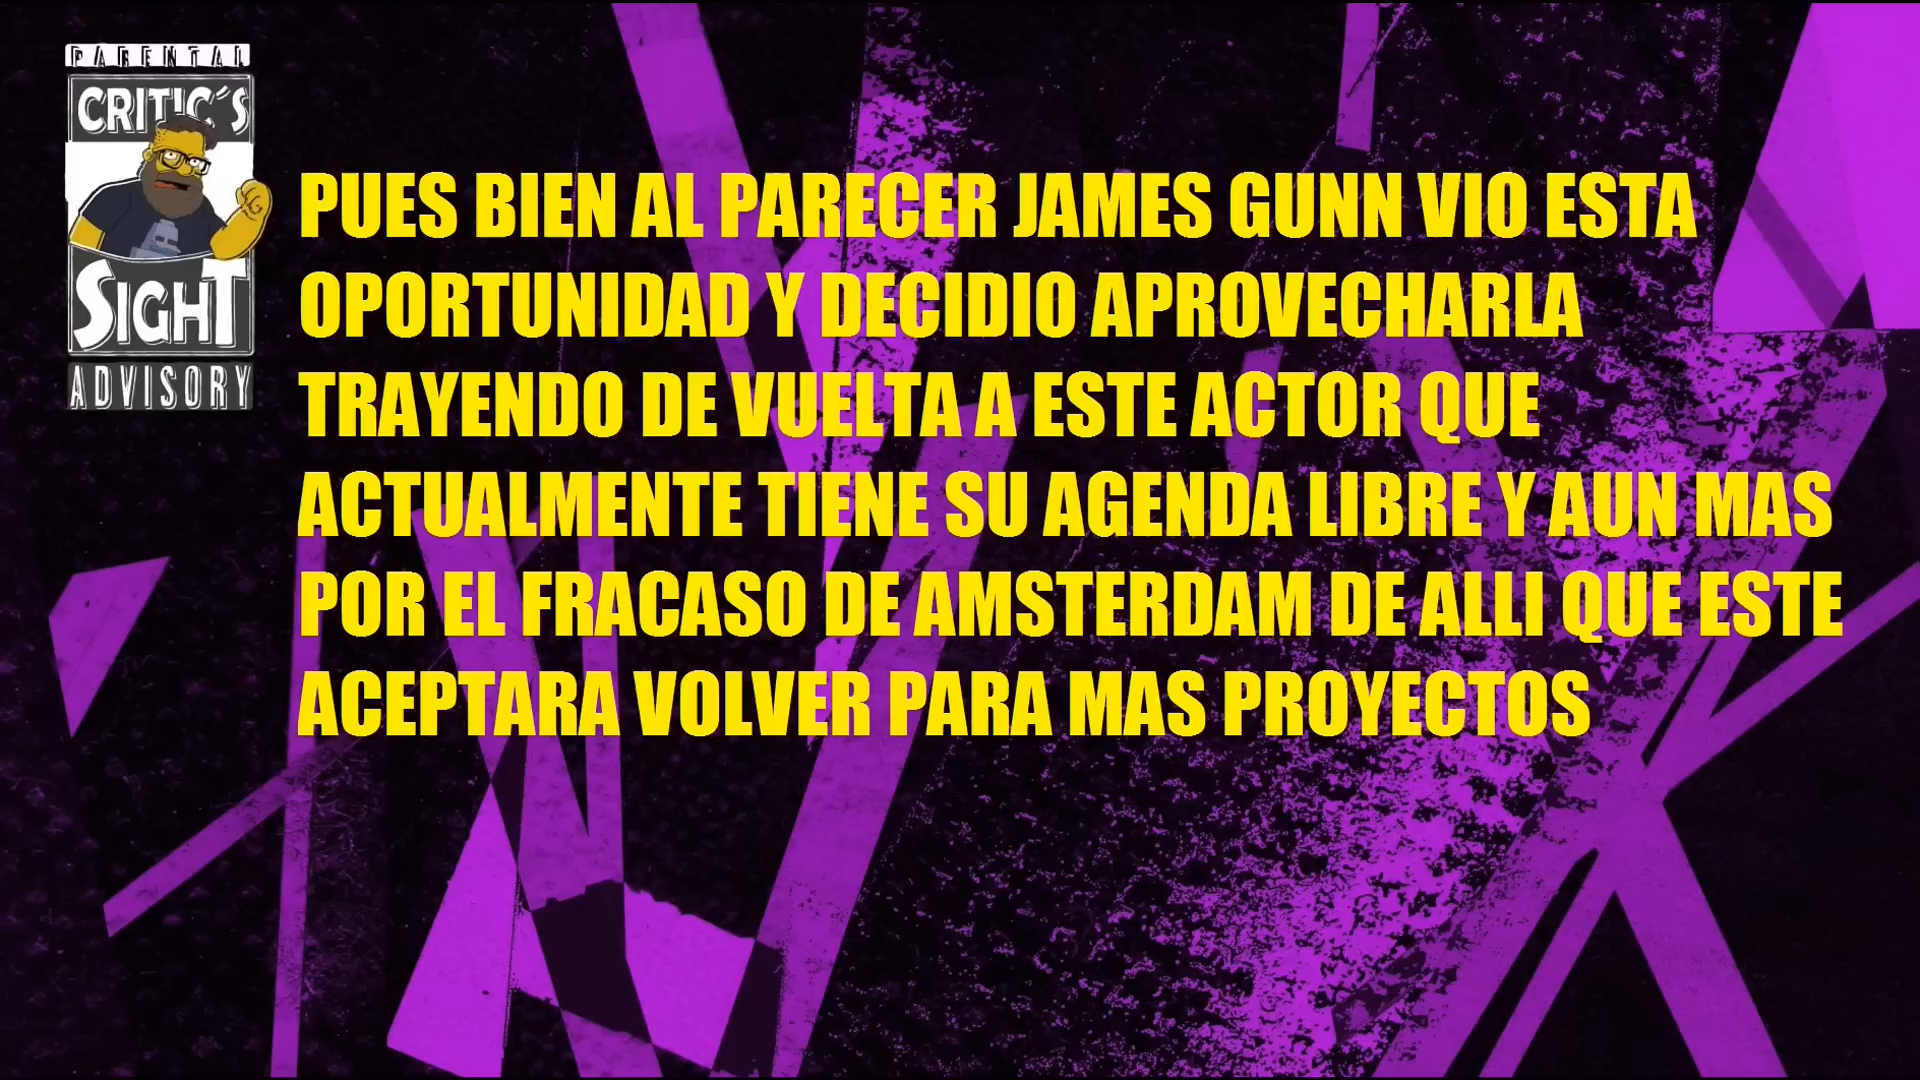 PARENTAL
CRITIC´S
SIGHT
ADVISORY
PUES BIEN AL PARECER JAMES GUNN VIO ESTA
OPORTUNIDAD Y DECIDIO APROVECHARLA
TRAYENDO DE VUELTA A ESTE ACTOR QUE
ACTUALMENTE TIENE SU AGENDA LIBRE Y AUN MAS
POR EL FRACASO DE AMSTERDAM DE ALLI QUE ESTE
ACEPTARA VOLVER PARA MAS PROYECTOS